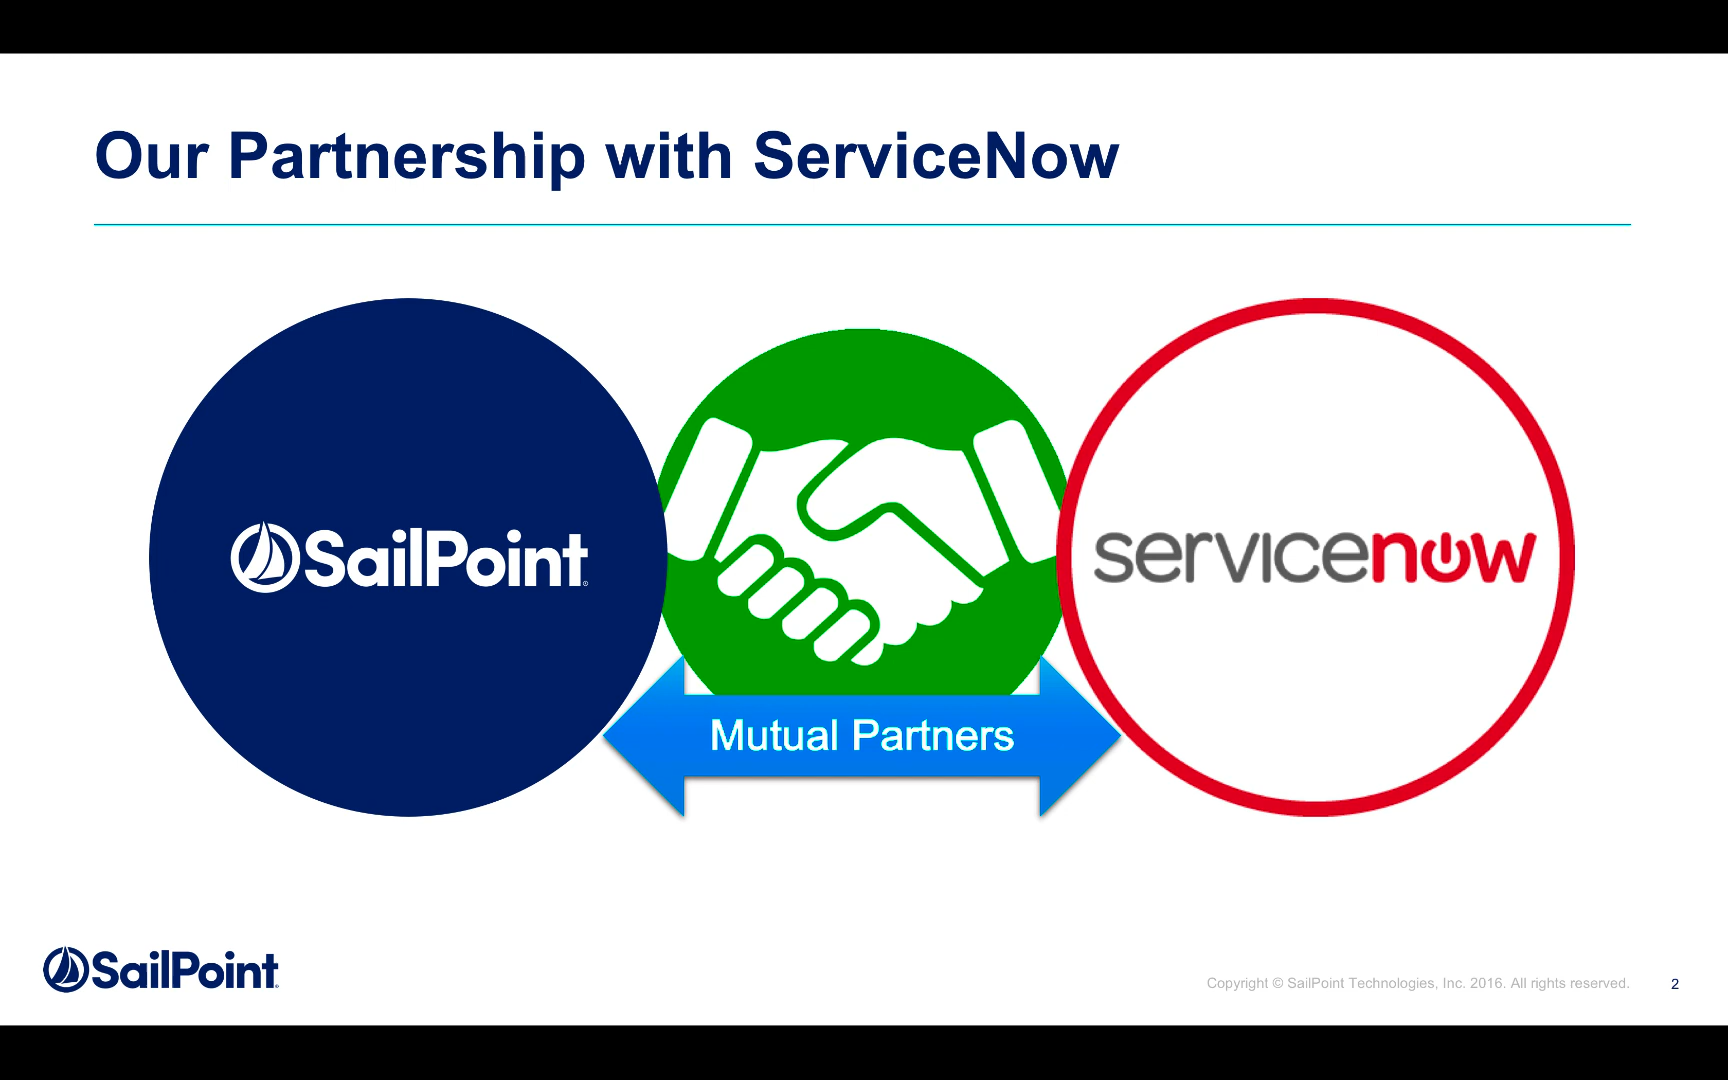 Our Partnership with ServiceNow
SailPoint
servicenow
Mutual Partners
SailPoint
Copyright © SailPoint Technologies, Inc. 2016. All rights reserved.
2